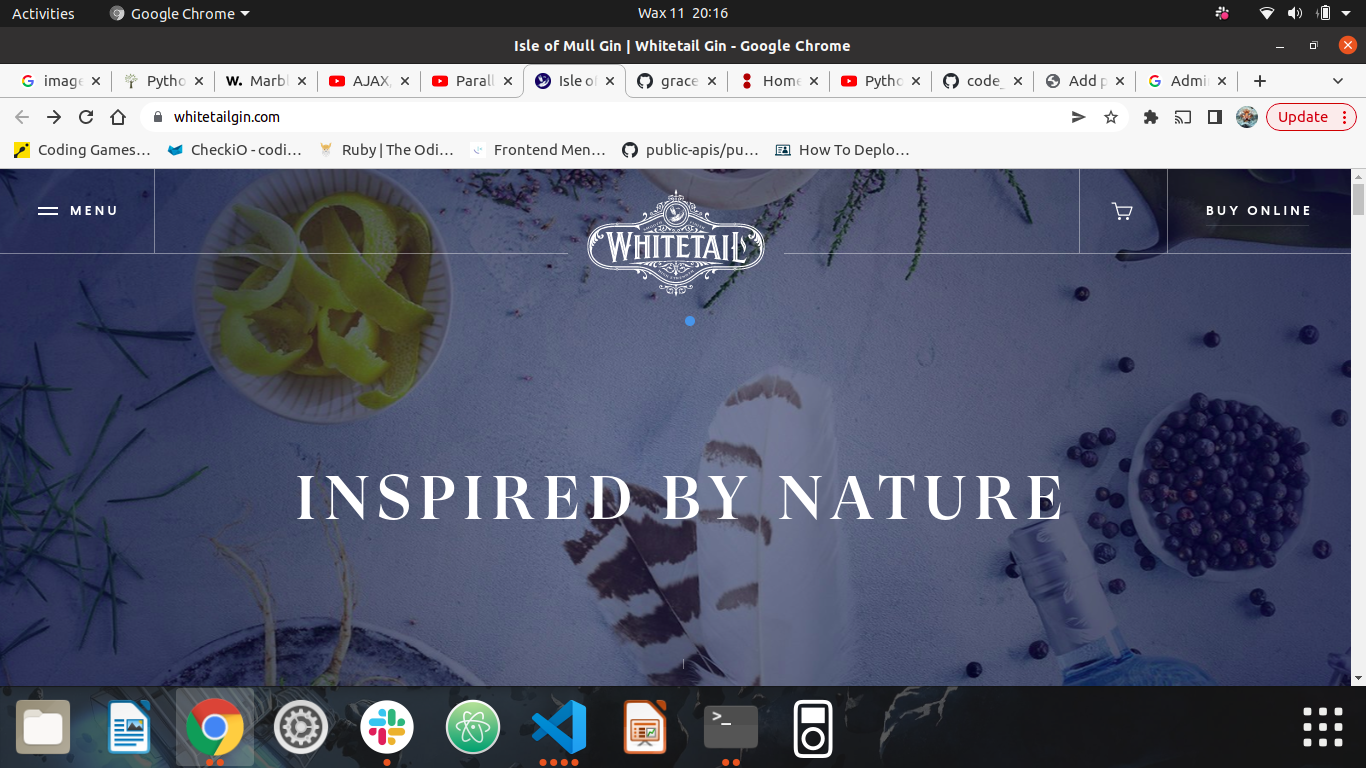 Activities
Google Chrome
Wax 11 20:16
Isle of Mull Gin | Whitetail Gin - Google Chrome
image
Pytho
W. Marbl
AJAX,
Parall
Isle of
grace
Home
Pytho
code_
Add p
Admi
whitetailgin.com
Update
Coding Games…
CheckiO - codi…
Ruby | The Odi…
Frontend Men…
public-apis/pu…
How To Deplo…
MENU
WHITETAIL
BUY ONLINE
INSPIRED BY NATURE
>_